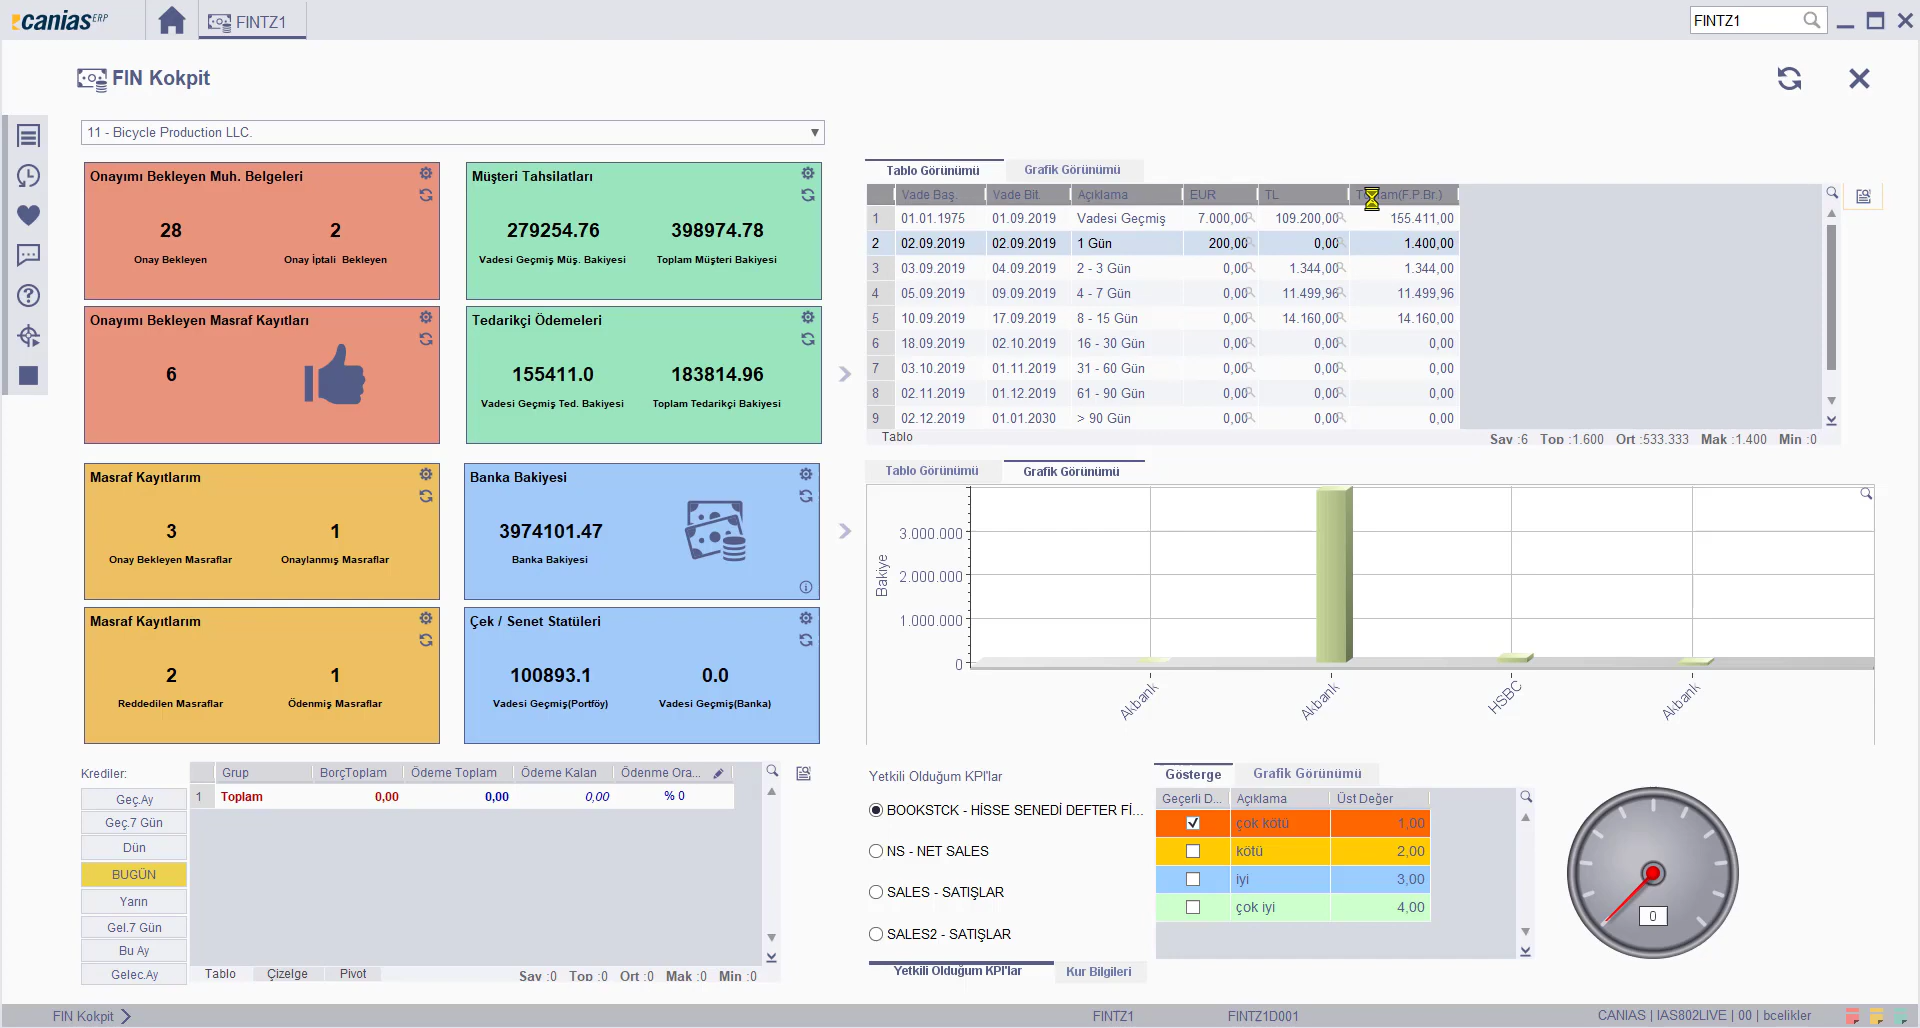 canias ERP
FINTZ1
FINTZ1
FIN Kokpit
11 - Bicycle Production LLC.
Onayımı Bekleyen Muh. Belgeleri
28
2
Onay Bekleyen
Onay İptali Bekleyen
Müşteri Tahsilatları
279254.76
398974.78
Vadesi Geçmiş Müş. Bakiyesi
Toplam Müşteri Bakiyesi
Onayımı Bekleyen Masraf Kayıtları
6
Tedarikçi Ödemeleri
155411.0
183814.96
Vadesi Geçmiş Ted. Bakiyesi
Toplam Tedarikçi Bakiyesi
Masraf Kayıtlarım
3
1
Onay Bekleyen Masraflar
Onaylanmış Masraflar
Banka Bakiyesi
3974101.47
Banka Bakiyesi
Masraf Kayıtlarım
2
1
Reddedilen Masraflar
Ödenmiş Masraflar
Çek / Senet Statüleri
100893.1
0.0
Vadesi Geçmiş(Portföy)
Vadesi Geçmiş(Banka)
Tablo Görünümü
Grafik Görünümü
Vade Baş. Vade Bit. Açıklama EUR TL (F.P.Br.)
1 01.01.1975 01.09.2019 Vadesi Geçmiş 7.000,00 109.200,00 155.411,00
2 02.09.2019 02.09.2019 1 Gün 200,00 0,00 1.400,00
3 03.09.2019 04.09.2019 2 - 3 Gün 0,00 1.344,00 1.344,00
4 05.09.2019 09.09.2019 4 - 7 Gün 0,00 11.499,96 11.499,96
5 10.09.2019 17.09.2019 8 - 15 Gün 0,00 14.160,00 14.160,00
6 18.09.2019 02.10.2019 16 - 30 Gün 0,00 0,00 0,00
7 03.10.2019 01.11.2019 31 - 60 Gün 0,00 0,00 0,00
8 02.11.2019 01.12.2019 61 - 90 Gün 0,00 0,00 0,00
9 02.12.2019 01.01.2030 > 90 Gün 0,00 0,00 0,00
Tablo
Say :6 Top :1.600 Ort :533.333 Mak :1.400 Min :0
Tablo Görünümü
Grafik Görünümü
Bakiye
3.000.000
2.000.000
1.000.000
0
Akbank
Akbank
HSBC
Akbank
Krediler:
Geç.Ay
Geç.7 Gün
Dün
BUGÜN
Yarın
Gel.7 Gün
Bu Ay
Gelec.Ay
Grup BorçToplam Ödeme Toplam Ödeme Kalan Ödenme Ora...
1 Toplam 0,00 0,00 0,00 % 0
Tablo Çizelge Pivot
Say :0 Top :0 Ort :0 Mak :0 Min :0
Yetkili Olduğum KPI'lar
BOOKSTCK - HİSSE SENEDİ DEFTER Fİ...
NS - NET SALES
SALES - SATIŞLAR
SALES2 - SATIŞLAR
Yetkili Olduğum KPI'lar
Kur Bilgileri
Gösterge
Grafik Görünümü
Geçerli D... Açıklama Üst Değer
çok kötü 1,00
kötü 2,00
iyi 3,00
çok iyi 4,00
0
FIN Kokpit
FINTZ1
FINTZ1D001
CANIAS | IAS802LIVE | 00 | bcelikler